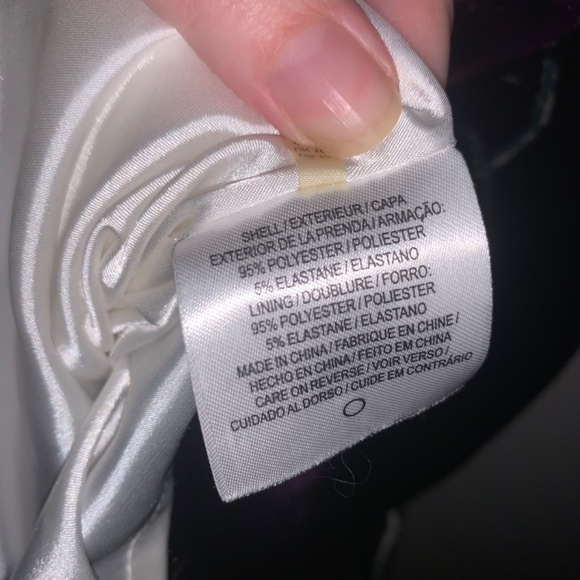 SHELL / EXTERIEUR / CAPA
EXTERIOR DE LA PRENDA / ARMAÇÃO:
95% POLYESTER / POLIESTER
5% ELASTANE / ELASTANO
LINING / DOUBLURE / FORRO:
95% POLYESTER / POLIESTER
5% ELASTANE / ELASTANO
MADE IN CHINA / FABRIQUE EN CHINE /
HECHO EN CHINA / FEITO EM CHINA
CARE ON REVERSE / VOIR VERSO /
CUIDADO AL DORSO / CUIDE EM CONTRÁRIO